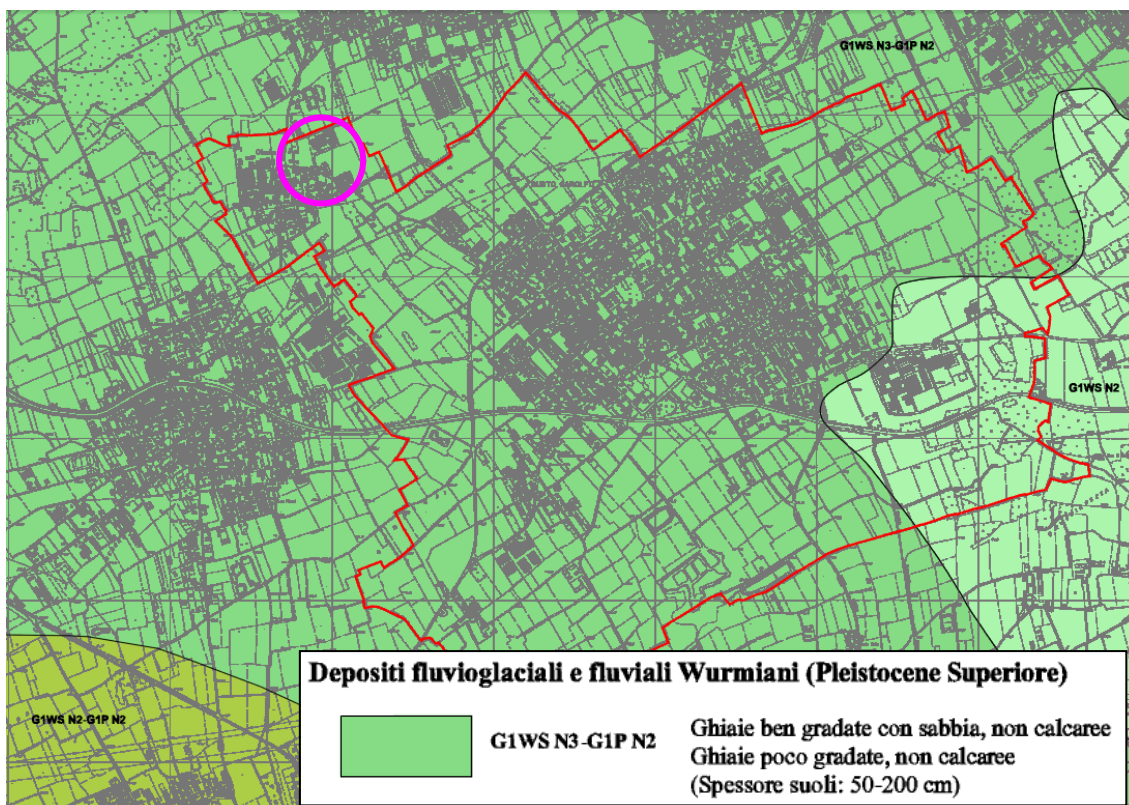 G1WS N3-G1P N2
G1WS N2
G1WS N2-G1P N2
Depositi fluvioglaciali e fluviali Wurmiani (Pleistocene Superiore)
G1WS N3-G1P N2
Ghiaie ben gradate con sabbia, non calcaree
Ghiaie poco gradate, non calcaree
(Spessore suoli: 50-200 cm)